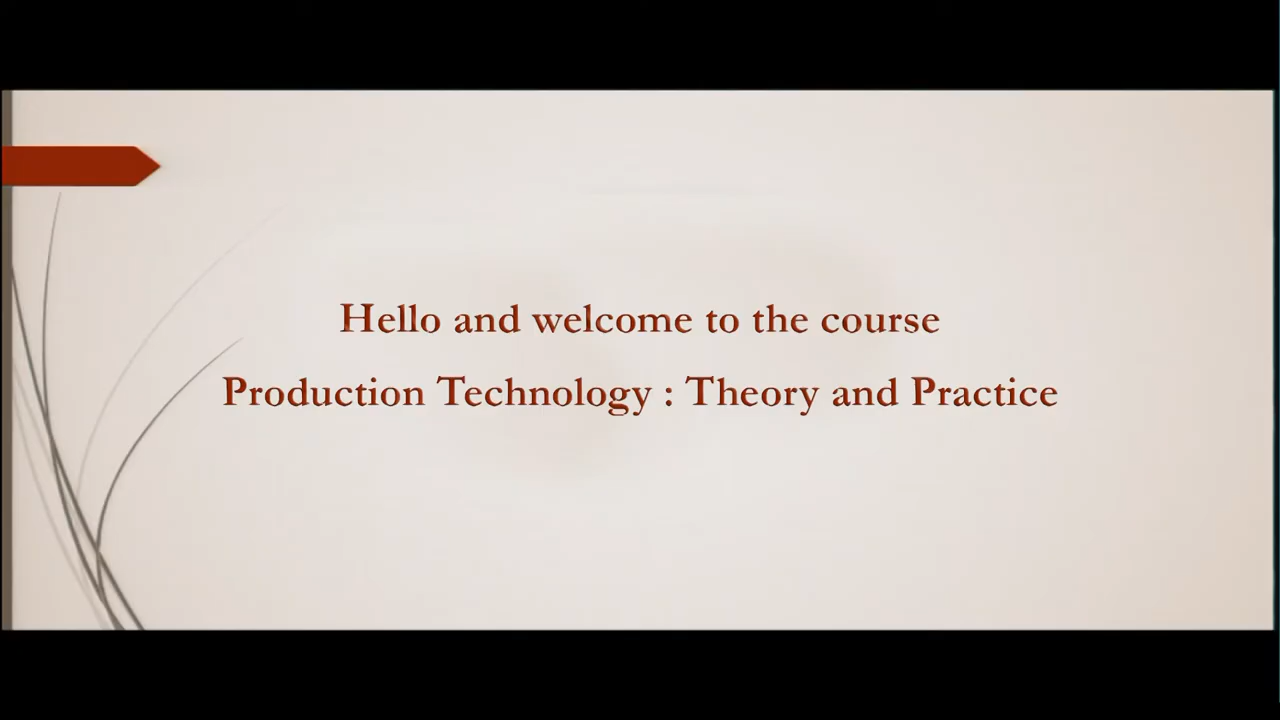 Hello and welcome to the course
Production Technology : Theory and Practice